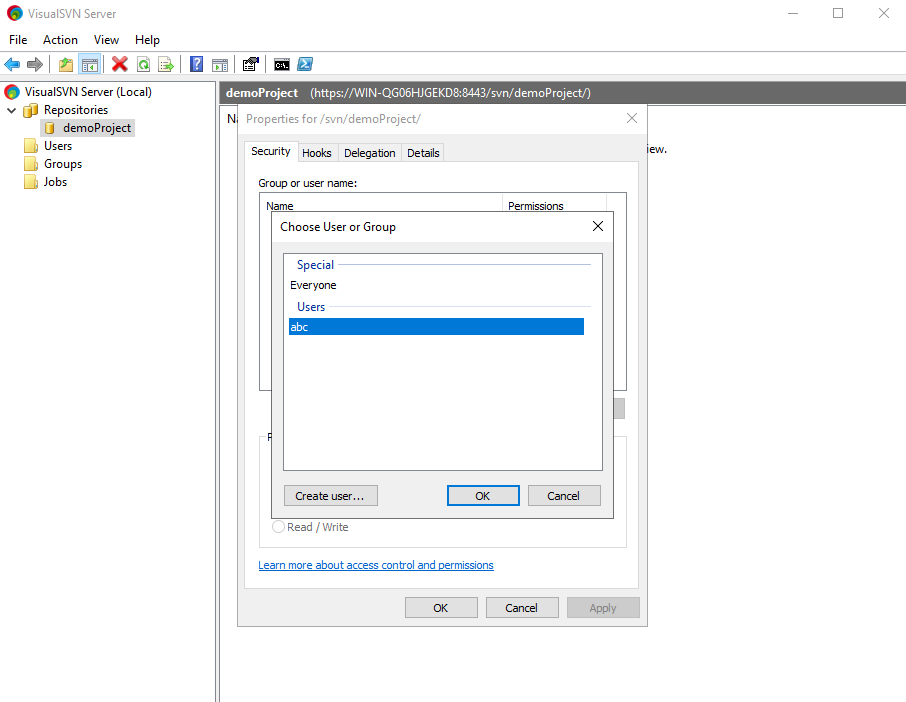 VisualSVN Server
File Action View Help
VisualSVN Server (Local)
Repositories
demoProject
Users
Groups
Jobs
demoProject (https://WIN-QG06HJGEKD8:8443/svn/demoProject/)
Properties for /svn/demoProject/
iew.
Security Hooks Delegation Details
Group or user name:
Name Permissions
Choose User or Group
Special
Everyone
Users
abc
Create user... OK Cancel
Read / Write
Learn more about access control and permissions
OK Cancel Apply